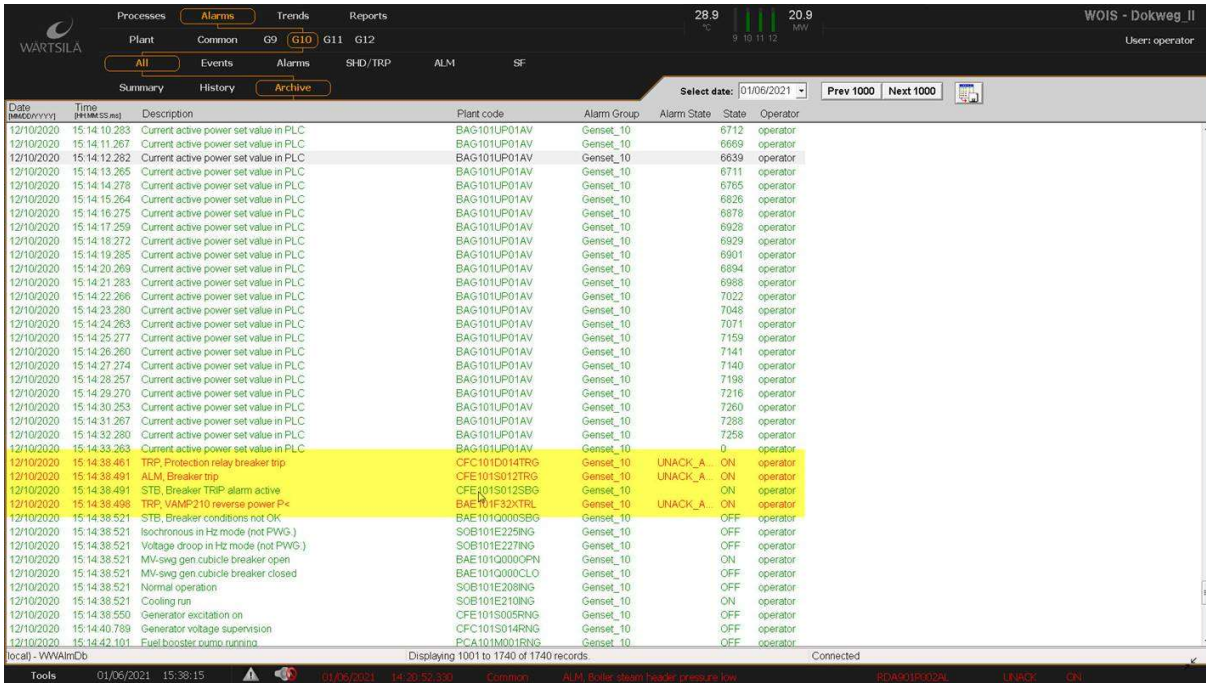 Processes Alarms Trends Reports 28.9 °C 20.9 MW WOIS - Dokweg_II
WÄRTSILÄ Plant Common G9 G10 G11 G12 9 10 11 12 User: operator
All Events Alarms SHD/TRP ALM SF
Summary History Archive Select date: 01/06/2021 Prev 1000 Next 1000
Date [MM/DD/YYYY] Time [HH:MM:SS.ms] Description Plant code Alarm Group Alarm State State Operator
12/10/2020 15:14:10.283 Current active power set value in PLC BAG101UP01AV Genset_10 6712 operator
12/10/2020 15:14:11.267 Current active power set value in PLC BAG101UP01AV Genset_10 6669 operator
12/10/2020 15:14:12.282 Current active power set value in PLC BAG101UP01AV Genset_10 6639 operator
12/10/2020 15:14:13.265 Current active power set value in PLC BAG101UP01AV Genset_10 6711 operator
12/10/2020 15:14:14.278 Current active power set value in PLC BAG101UP01AV Genset_10 6765 operator
12/10/2020 15:14:15.264 Current active power set value in PLC BAG101UP01AV Genset_10 6826 operator
12/10/2020 15:14:16.275 Current active power set value in PLC BAG101UP01AV Genset_10 6878 operator
12/10/2020 15:14:17.259 Current active power set value in PLC BAG101UP01AV Genset_10 6928 operator
12/10/2020 15:14:18.272 Current active power set value in PLC BAG101UP01AV Genset_10 6929 operator
12/10/2020 15:14:19.285 Current active power set value in PLC BAG101UP01AV Genset_10 6901 operator
12/10/2020 15:14:20.269 Current active power set value in PLC BAG101UP01AV Genset_10 6894 operator
12/10/2020 15:14:21.283 Current active power set value in PLC BAG101UP01AV Genset_10 6988 operator
12/10/2020 15:14:22.266 Current active power set value in PLC BAG101UP01AV Genset_10 7022 operator
12/10/2020 15:14:23.280 Current active power set value in PLC BAG101UP01AV Genset_10 7048 operator
12/10/2020 15:14:24.263 Current active power set value in PLC BAG101UP01AV Genset_10 7071 operator
12/10/2020 15:14:25.277 Current active power set value in PLC BAG101UP01AV Genset_10 7159 operator
12/10/2020 15:14:26.260 Current active power set value in PLC BAG101UP01AV Genset_10 7141 operator
12/10/2020 15:14:27.274 Current active power set value in PLC BAG101UP01AV Genset_10 7140 operator
12/10/2020 15:14:28.257 Current active power set value in PLC BAG101UP01AV Genset_10 7198 operator
12/10/2020 15:14:29.270 Current active power set value in PLC BAG101UP01AV Genset_10 7216 operator
12/10/2020 15:14:30.253 Current active power set value in PLC BAG101UP01AV Genset_10 7260 operator
12/10/2020 15:14:31.267 Current active power set value in PLC BAG101UP01AV Genset_10 7288 operator
12/10/2020 15:14:32.280 Current active power set value in PLC BAG101UP01AV Genset_10 7258 operator
12/10/2020 15:14:33.263 Current active power set value in PLC BAG101UP01AV Genset_10 0 operator
12/10/2020 15:14:38.461 TRP, Protection relay breaker trip CFC101D014TRG Genset_10 UNACK_A... ON operator
12/10/2020 15:14:38.491 ALM, Breaker trip CFE101S012TRG Genset_10 UNACK_A... ON operator
12/10/2020 15:14:38.491 STB, Breaker TRIP alarm active CFE101S012SBG Genset_10 ON operator
12/10/2020 15:14:38.498 TRP, VAMP210 reverse power P< BAE101F32XTRL Genset_10 UNACK_A... ON operator
12/10/2020 15:14:38.521 STB, Breaker conditions not OK BAE101Q000SBG Genset_10 OFF operator
12/10/2020 15:14:38.521 Isochronous in Hz mode (not PWG.) SOB101E225ING Genset_10 OFF operator
12/10/2020 15:14:38.521 Voltage droop in Hz mode (not PWG.) SOB101E227ING Genset_10 OFF operator
12/10/2020 15:14:38.521 MV-swg gen.cubicle breaker open BAE101Q000OPN Genset_10 ON operator
12/10/2020 15:14:38.521 MV-swg gen.cubicle breaker closed BAE101Q000CLO Genset_10 OFF operator
12/10/2020 15:14:38.521 Normal operation SOB101E208ING Genset_10 OFF operator
12/10/2020 15:14:38.521 Cooling run SOB101E210ING Genset_10 ON operator
12/10/2020 15:14:38.550 Generator excitation on CFE101S005RNG Genset_10 OFF operator
12/10/2020 15:14:40.789 Generator voltage supervision CFC101S014RNG Genset_10 OFF operator
12/10/2020 15:14:42.101 Fuel booster pump running PCA101M001RNG Genset_10 OFF operator
local) - WWAlmDb Displaying 1001 to 1740 of 1740 records. Connected
Tools 01/06/2021 15:38:15 01/06/2021 14:20:52.330 Common ALM, Boiler steam header pressure low RDA901P002AL UNACK ON